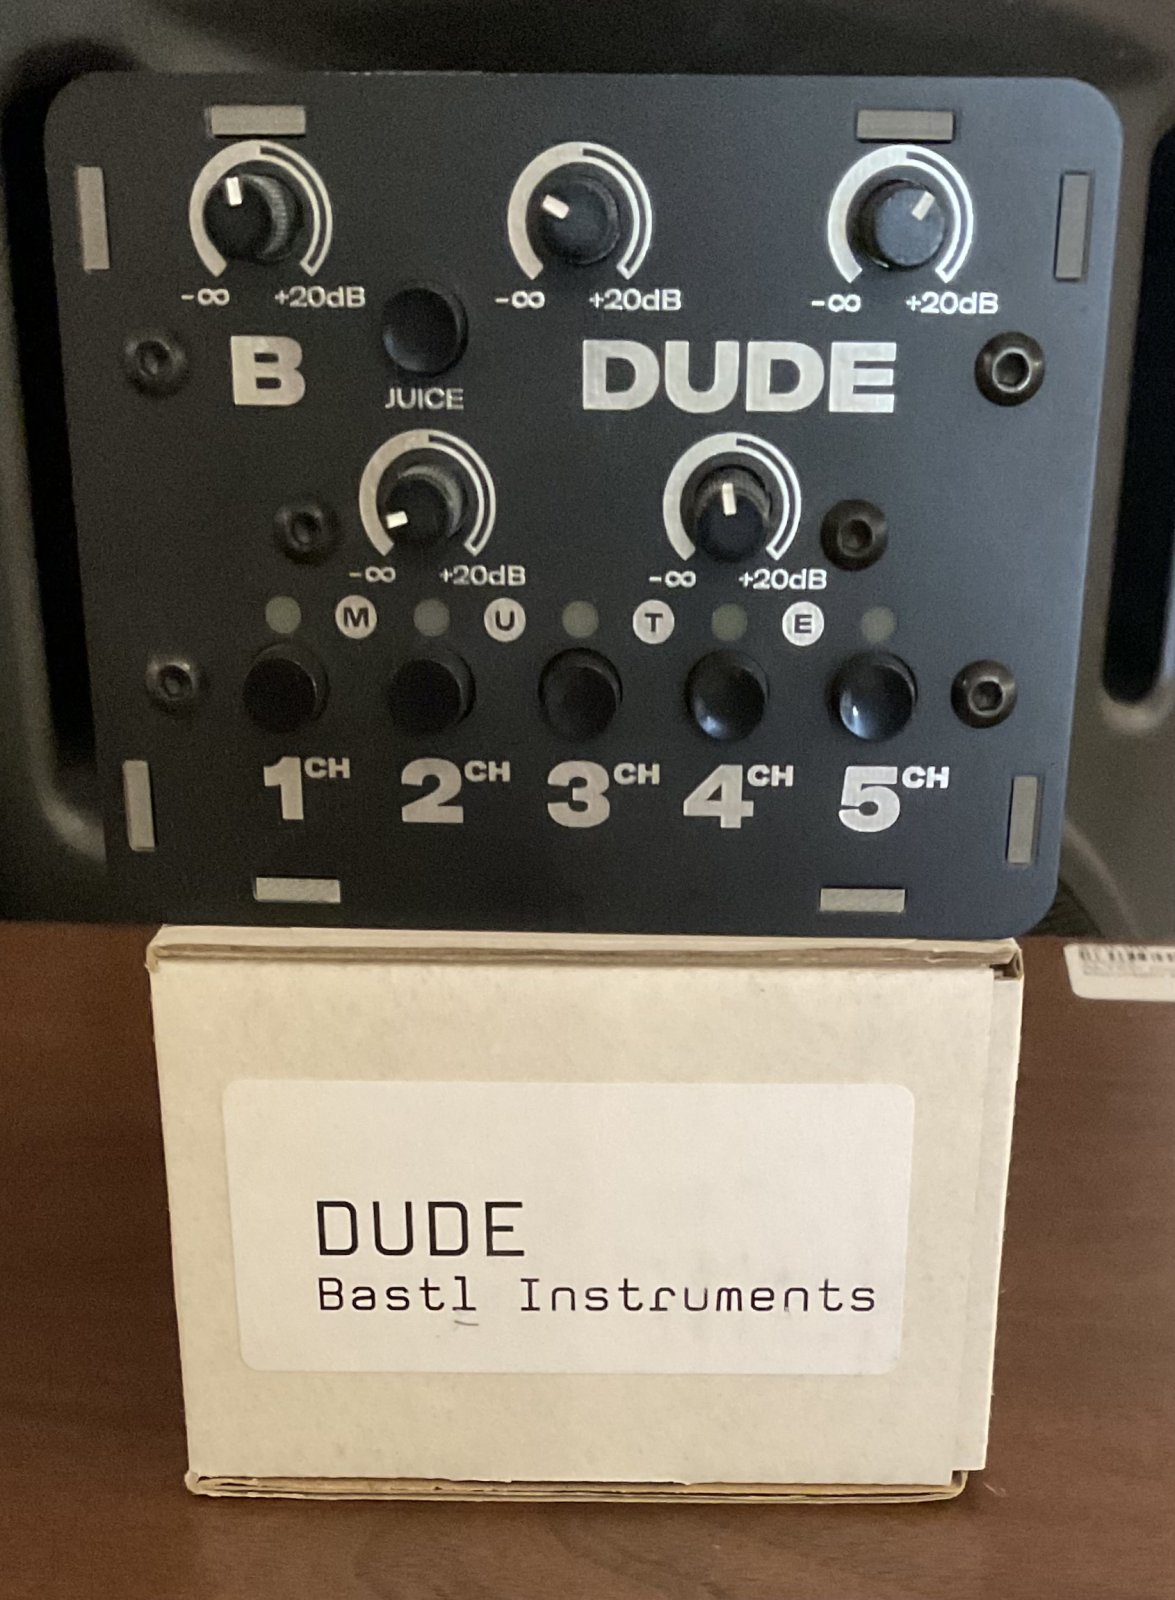 -∞ +20dB -∞ +20dB -∞ +20dB
B JUICE DUDE
-∞ +20dB -∞ +20dB
M U T E
1CH 2CH 3CH 4CH 5CH
DUDE
Bastl Instruments